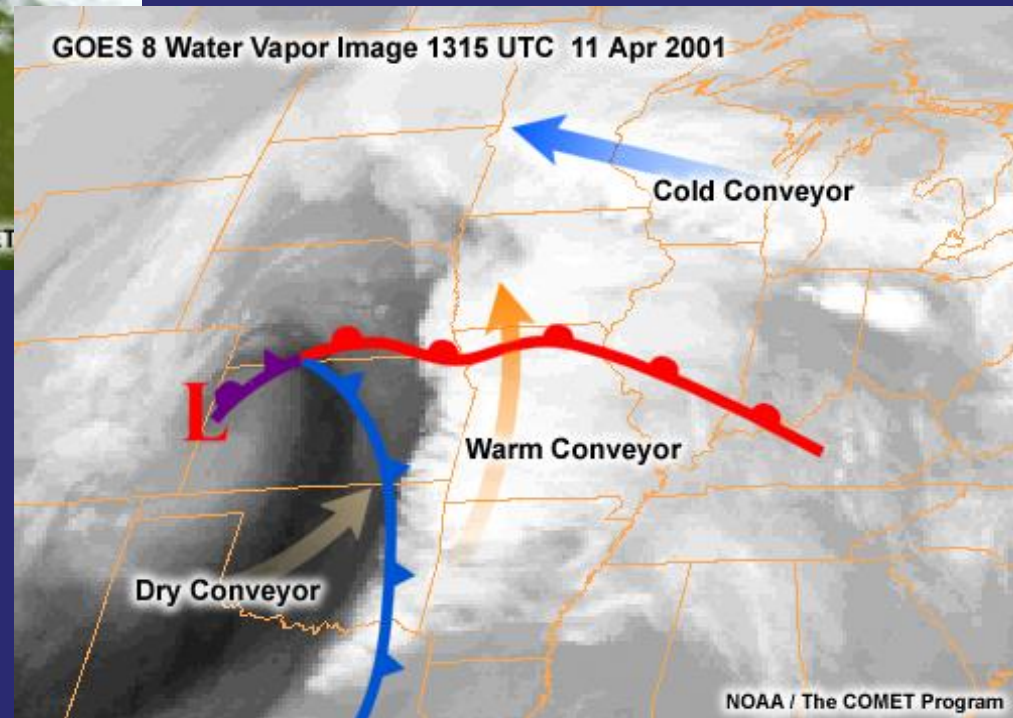 GOES 8 Water Vapor Image 1315 UTC 11 Apr 2001
Cold Conveyor
L
Warm Conveyor
Dry Conveyor
NOAA / The COMET Program